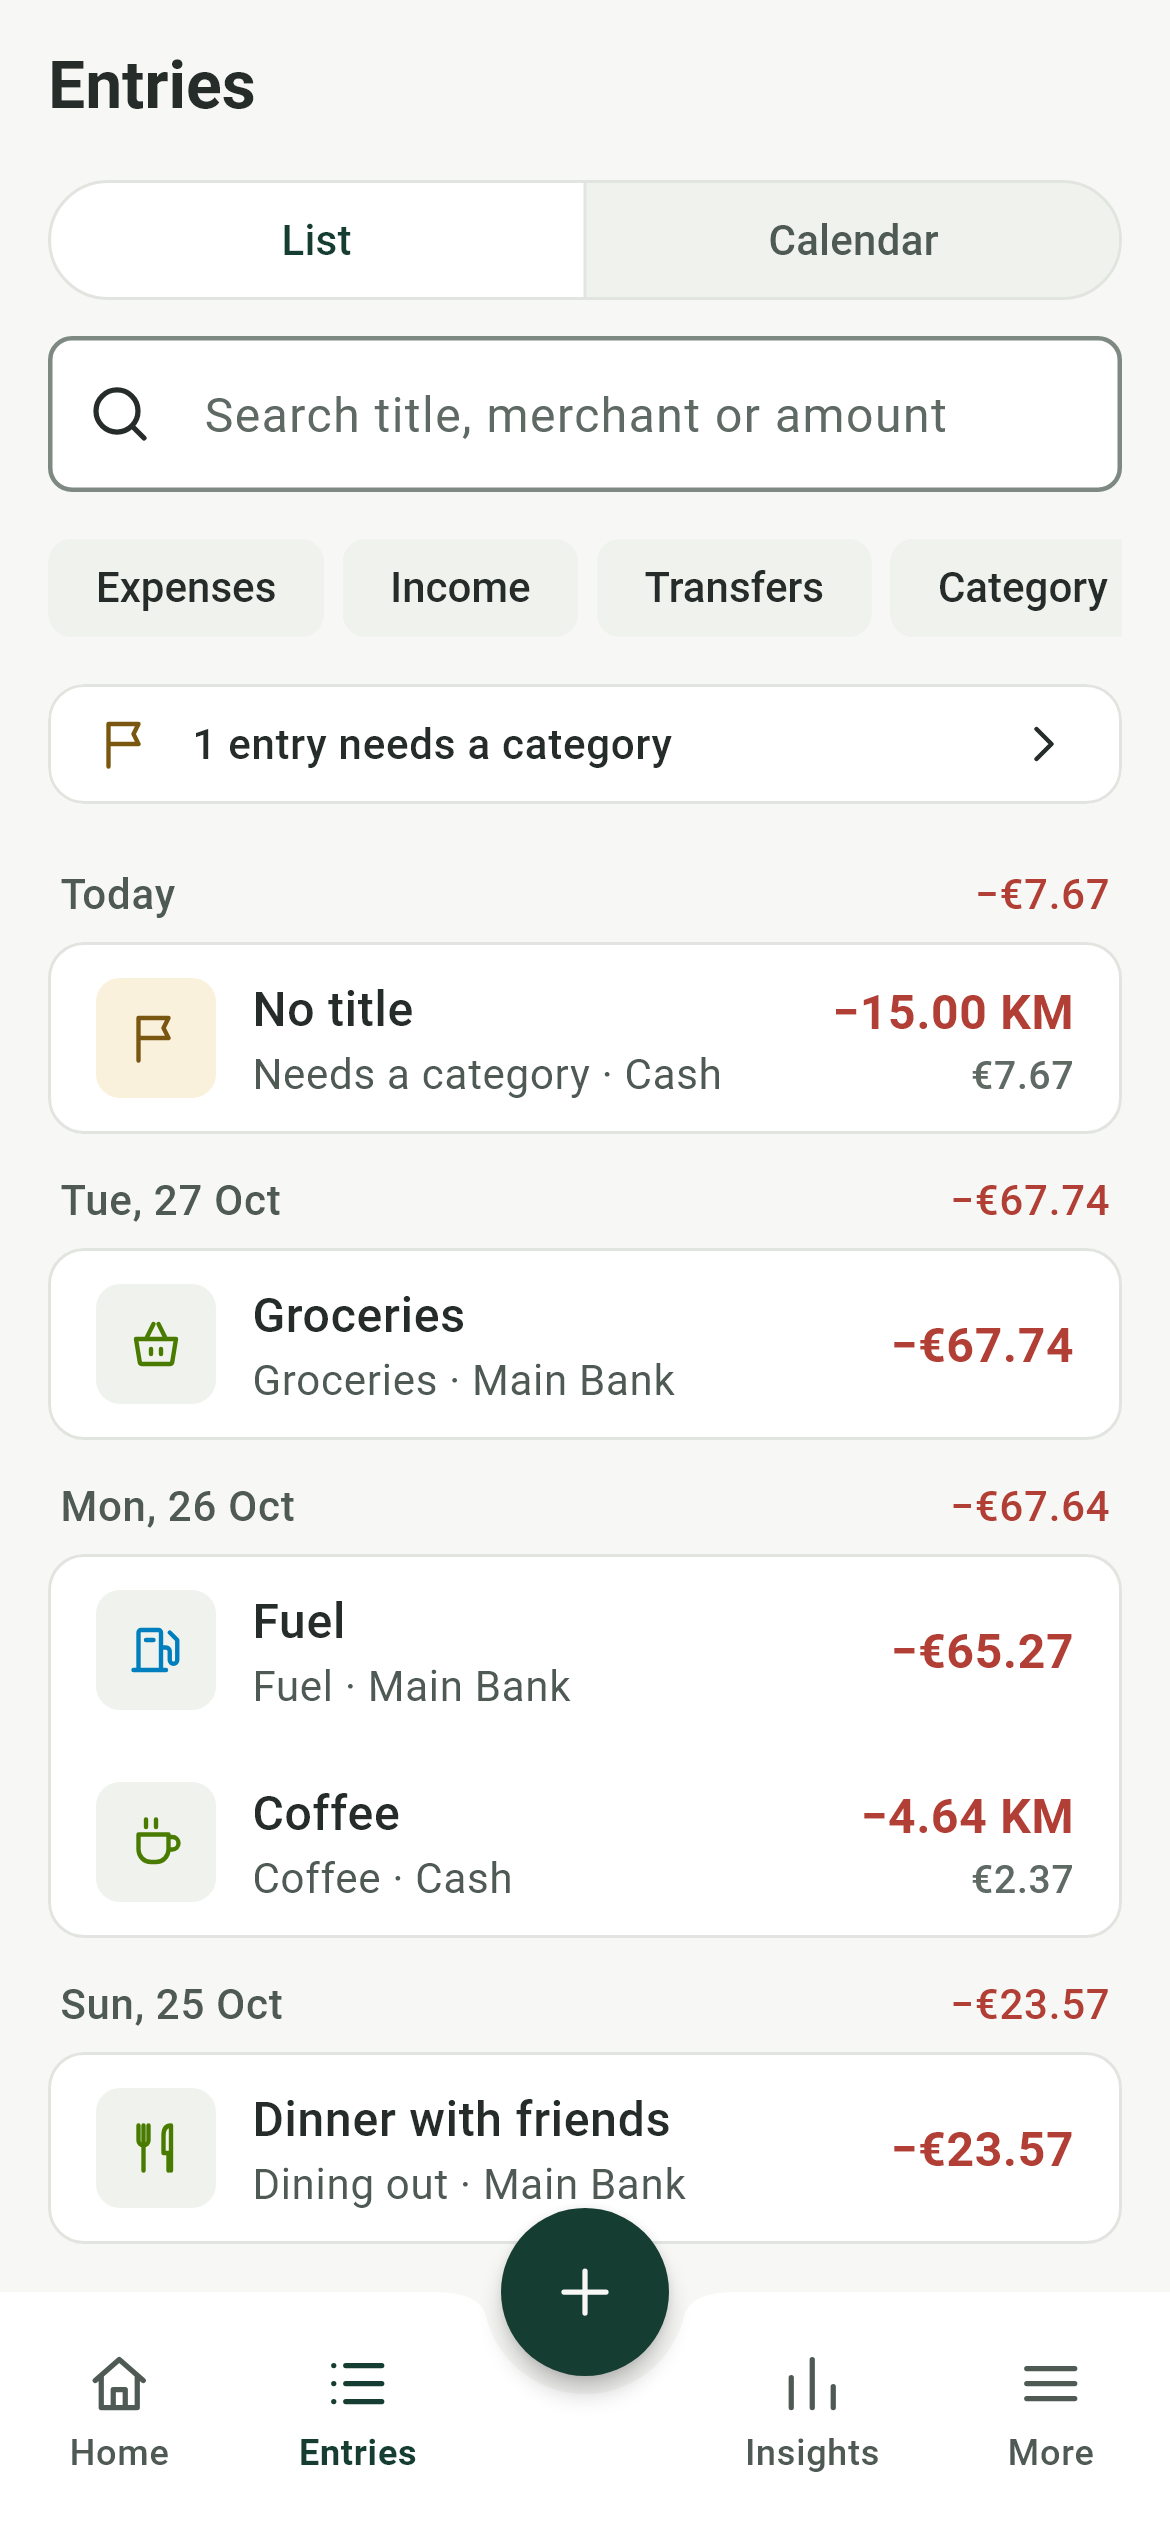 Entries
List
Calendar
Search title, merchant or amount
Expenses
Income
Transfers
Category
1 entry needs a category
Today
−€7.67
No title
−15.00 KM
Needs a category · Cash
€7.67
Tue, 27 Oct
−€67.74
Groceries
Groceries · Main Bank
−€67.74
Mon, 26 Oct
−€67.64
Fuel
Fuel · Main Bank
−€65.27
Coffee
−4.64 KM
Coffee · Cash
€2.37
Sun, 25 Oct
−€23.57
Dinner with friends
Dining out · Main Bank
−€23.57
Home
Entries
Insights
More